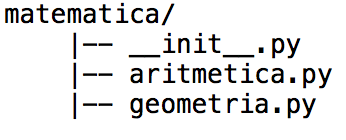 matematica/
|-- __init__.py
|-- aritmetica.py
|-- geometria.py